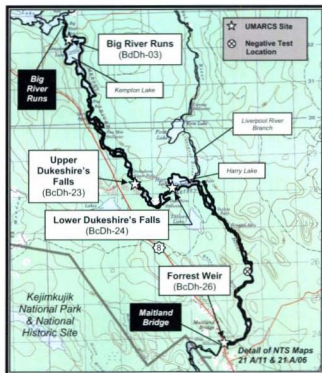 Big River Runs
(BdDh-03)
UMARCS Site
Negative Test
Location
Big
River
Runs
Kempton Lake
Liverpool River
Branch
Harry Lake
Upper
Dukeshire's
Falls
(BcDh-23)
Lower Dukeshire's Falls
(BcDh-24)
8
Forrest Weir
(BcDh-26)
Kejimkujik
National Park
& National
Historic Site
Maitland
Bridge
Maitland
Bridge
Detail of NTS Maps
21 A/11 & 21 A/06